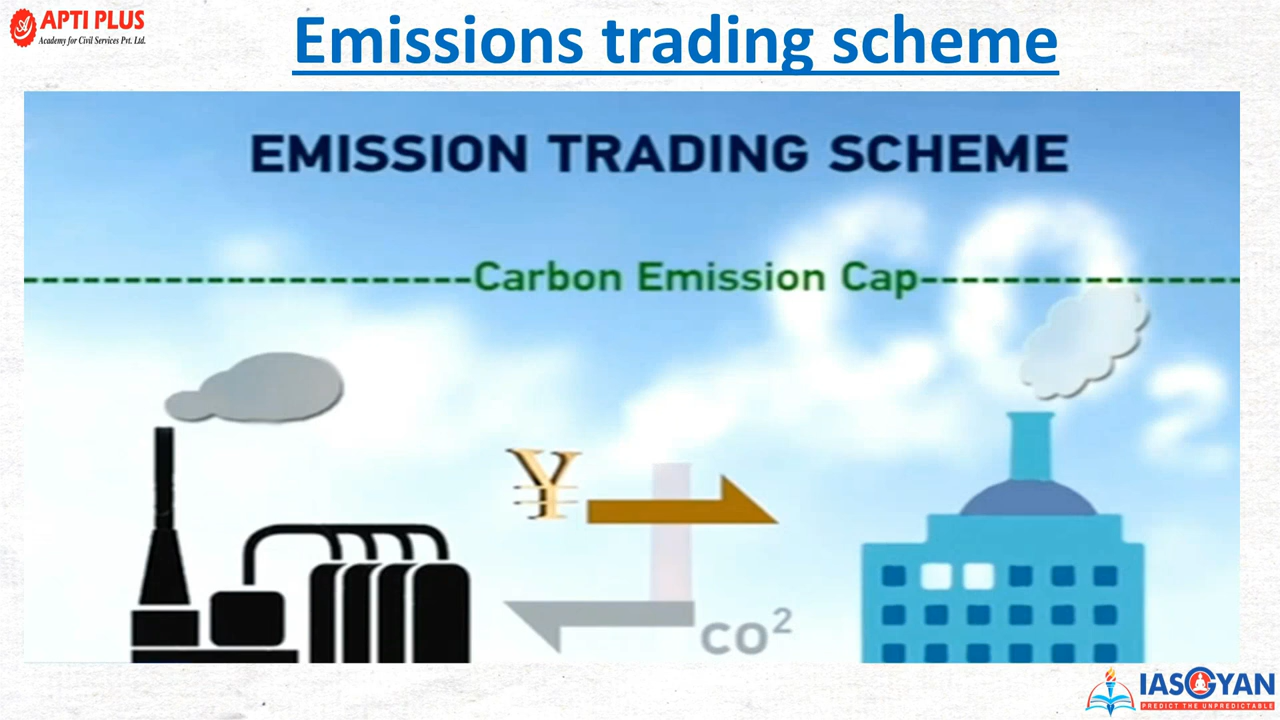 APTI PLUS
Academy for Civil Services Pvt. Ltd.
Emissions trading scheme
EMISSION TRADING SCHEME
CO2
Carbon Emission Cap
¥
CO²
IASGYAN
PREDICT THE UNPREDICTABLE